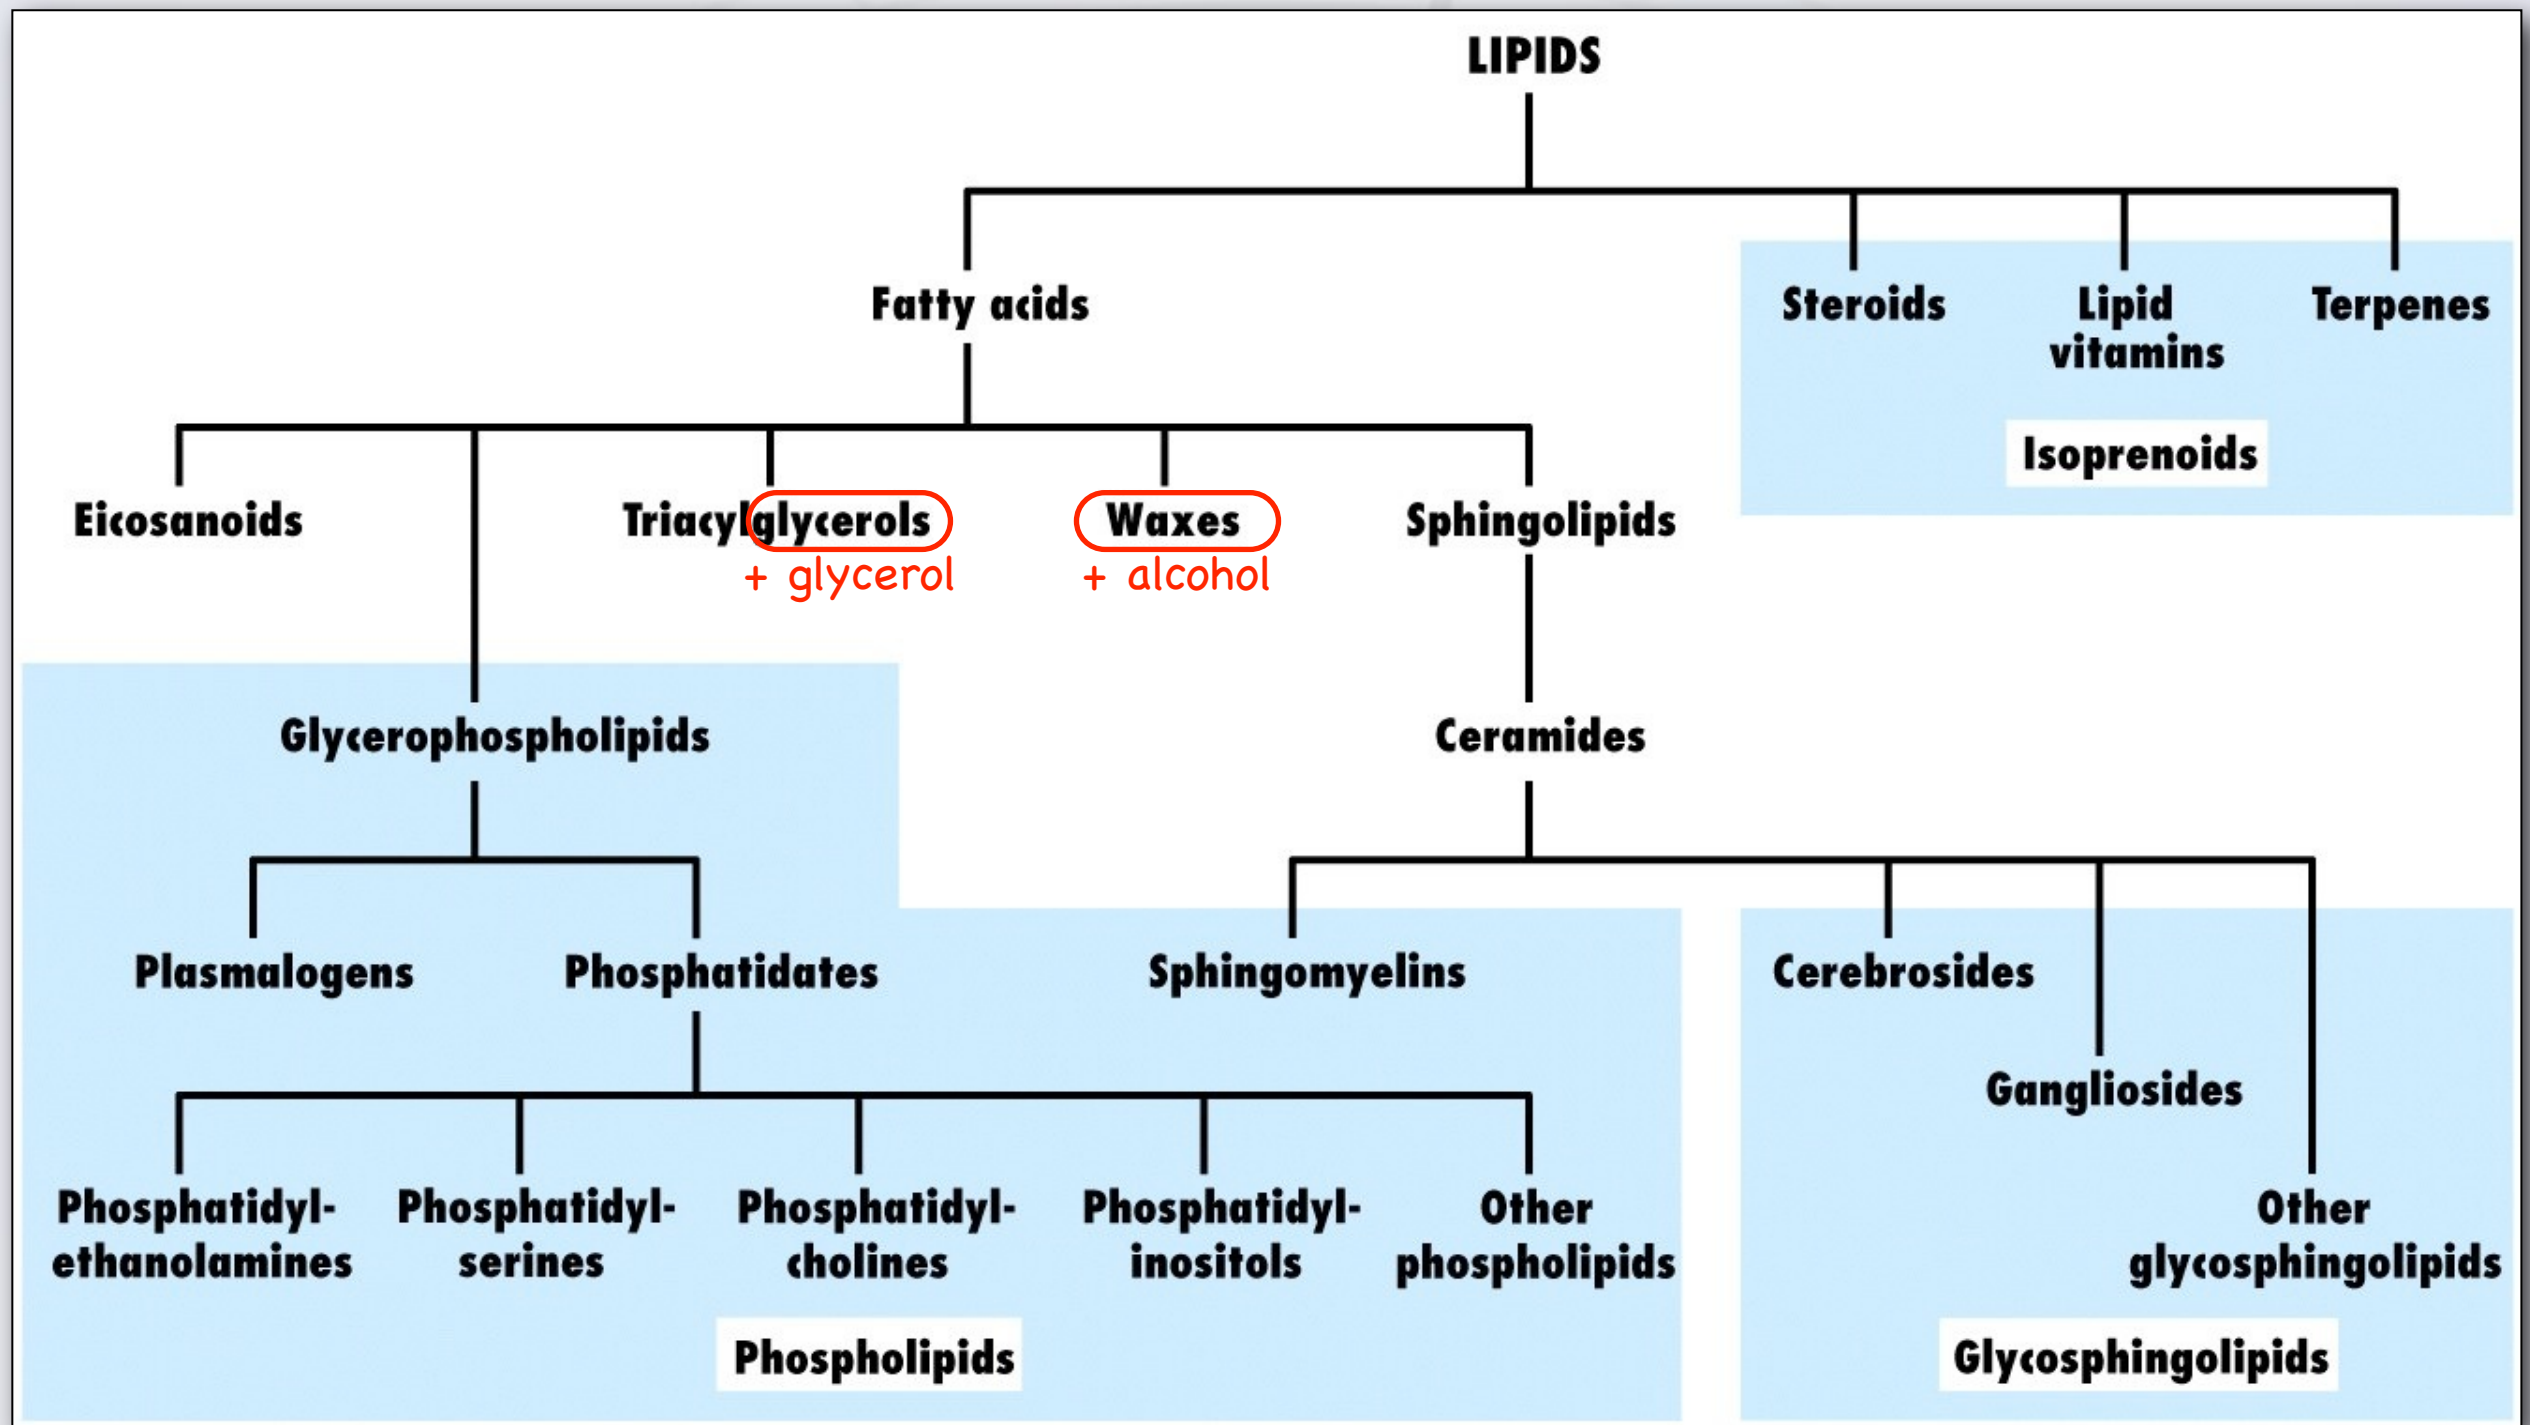 LIPIDS
Fatty acids
Steroids
Lipid
vitamins
Terpenes
Isoprenoids
Eicosanoids
Triacylglycerols
+ glycerol
Waxes
+ alcohol
Sphingolipids
Glycerophospholipids
Ceramides
Plasmalogens
Phosphatidates
Sphingomyelins
Cerebrosides
Gangliosides
Phosphatidyl-
ethanolamines
Phosphatidyl-
serines
Phosphatidyl-
cholines
Phosphatidyl-
inositols
Other
phospholipids
Other
glycosphingolipids
Phospholipids
Glycosphingolipids